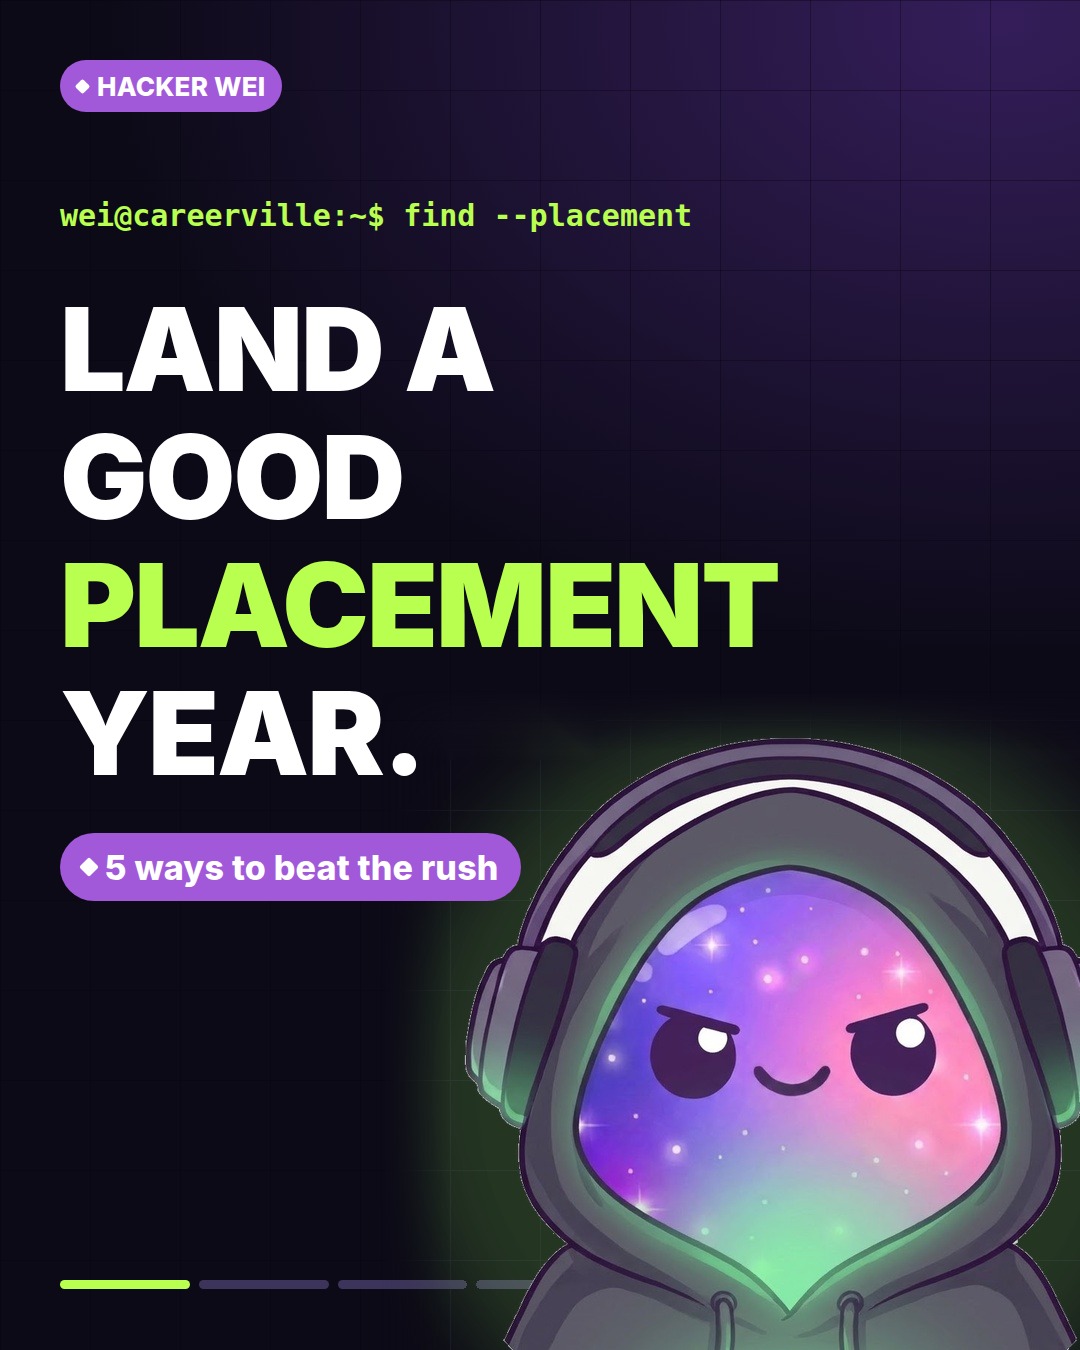 HACKER WEI
wei@careerville:~$ find --placement
LAND A
GOOD
PLACEMENT
YEAR.
5 ways to beat the rush